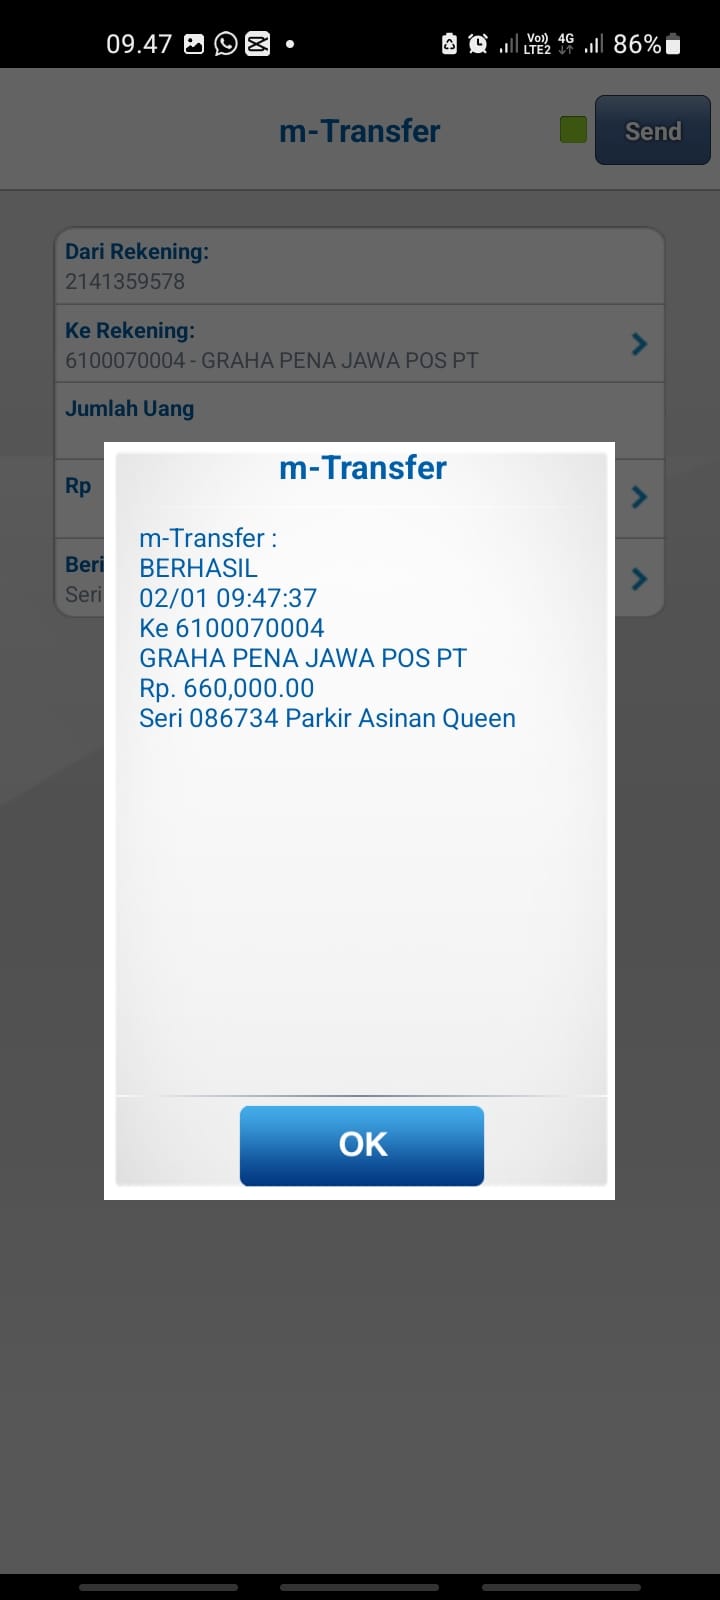 09.47
Vo) 4G
LTE2
86%
m-Transfer
Send
Dari Rekening:
2141359578
Ke Rekening:
6100070004 - GRAHA PENA JAWA POS PT
Jumlah Uang
Rp
Beri
Seri
m-Transfer
m-Transfer :
BERHASIL
02/01 09:47:37
Ke 6100070004
GRAHA PENA JAWA POS PT
Rp. 660,000.00
Seri 086734 Parkir Asinan Queen
OK